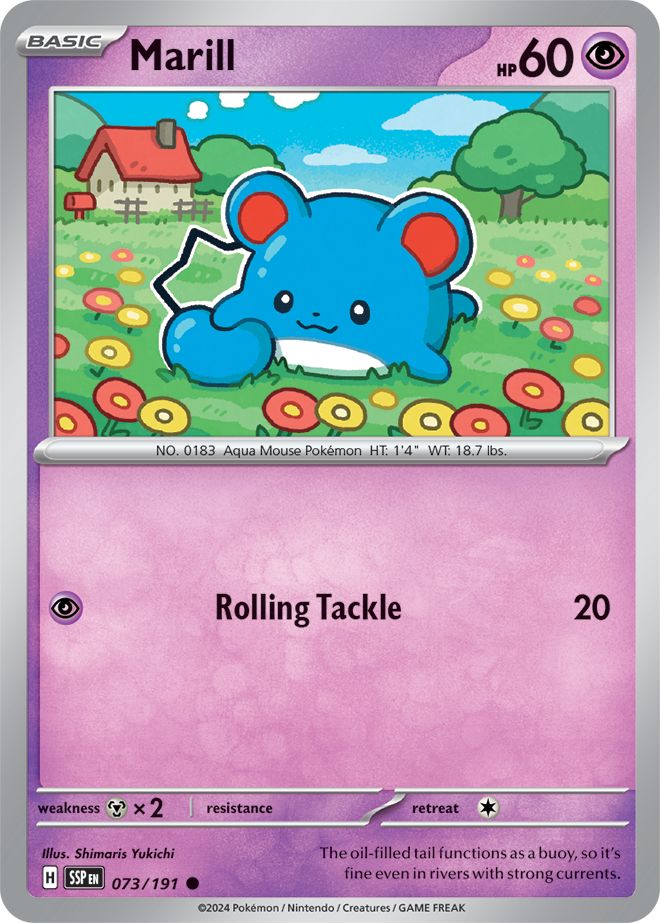 BASIC Marill HP 60
NO. 0183 Aqua Mouse Pokémon HT: 1'4" WT: 18.7 lbs.
Rolling Tackle 20
weakness ×2 resistance retreat
Illus. Shimaris Yukichi
The oil-filled tail functions as a buoy, so it's
fine even in rivers with strong currents.
H SSP EN 073/191
©2024 Pokémon / Nintendo / Creatures / GAME FREAK